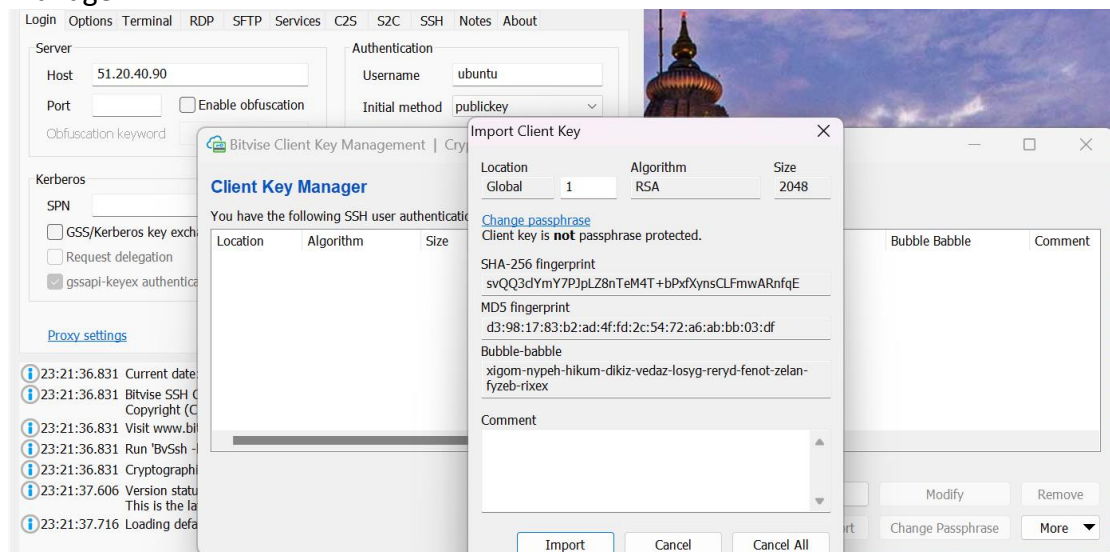 Login Options Terminal RDP SFTP Services C2S S2C SSH Notes About
Server
Host 51.20.40.90
Port Enable obfuscation
Obfuscation keyword
Authentication
Username ubuntu
Initial method publickey
Kerberos
SPN
GSS/Kerberos key exch
Request delegation
gssapi-keyex authentica
Proxy settings
23:21:36.831 Current date:
23:21:36.831 Bitvise SSH C
Copyright (C
23:21:36.831 Visit www.bit
23:21:36.831 Run 'BvSsh -
23:21:36.831 Cryptographi
23:21:37.606 Version statu
This is the la
23:21:37.716 Loading defa
Bitvise Client Key Management | Cryp
Client Key Manager
You have the following SSH user authenticatio
Location Algorithm Size Bubble Babble Comment
Modify Remove
rt Change Passphrase More
Import Client Key
Location Algorithm Size
Global 1 RSA 2048
Change passphrase
Client key is not passphrase protected.
SHA-256 fingerprint
svQQ3dYmY7PJpLZ8nTeM4T+bPxfXynsCLFmwARnfqE
MD5 fingerprint
d3:98:17:83:b2:ad:4f:fd:2c:54:72:a6:ab:bb:03:df
Bubble-babble
xigom-nypeh-hikum-dikiz-vedaz-losyg-reryd-fenot-zelan-
fyzeb-rixex
Comment
Import Cancel Cancel All